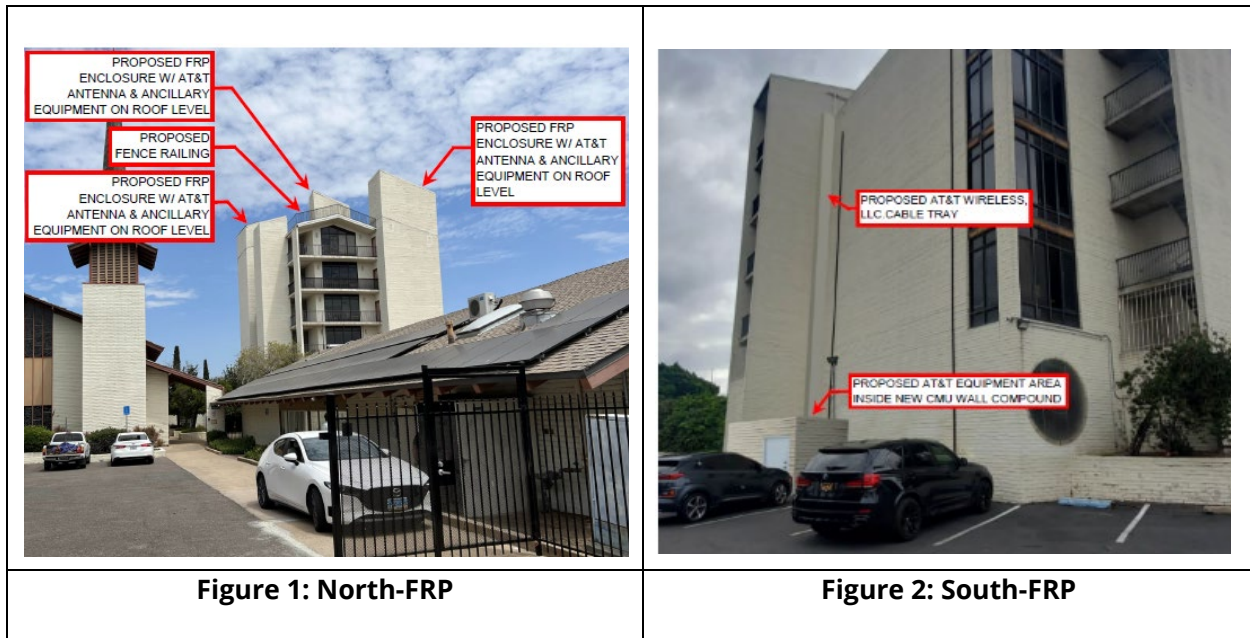 PROPOSED FRP
ENCLOSURE W/ AT&T
ANTENNA & ANCILLARY
EQUIPMENT ON ROOF LEVEL
PROPOSED
FENCE RAILING
PROPOSED FRP
ENCLOSURE W/ AT&T
ANTENNA & ANCILLARY
EQUIPMENT ON ROOF LEVEL
PROPOSED FRP
ENCLOSURE W/ AT&T
ANTENNA & ANCILLARY
EQUIPMENT ON ROOF
LEVEL
PROPOSED AT&T WIRELESS,
LLC.CABLE TRAY
PROPOSED AT&T EQUIPMENT AREA
INSIDE NEW CMU WALL COMPOUND
Figure 1: North-FRP
Figure 2: South-FRP